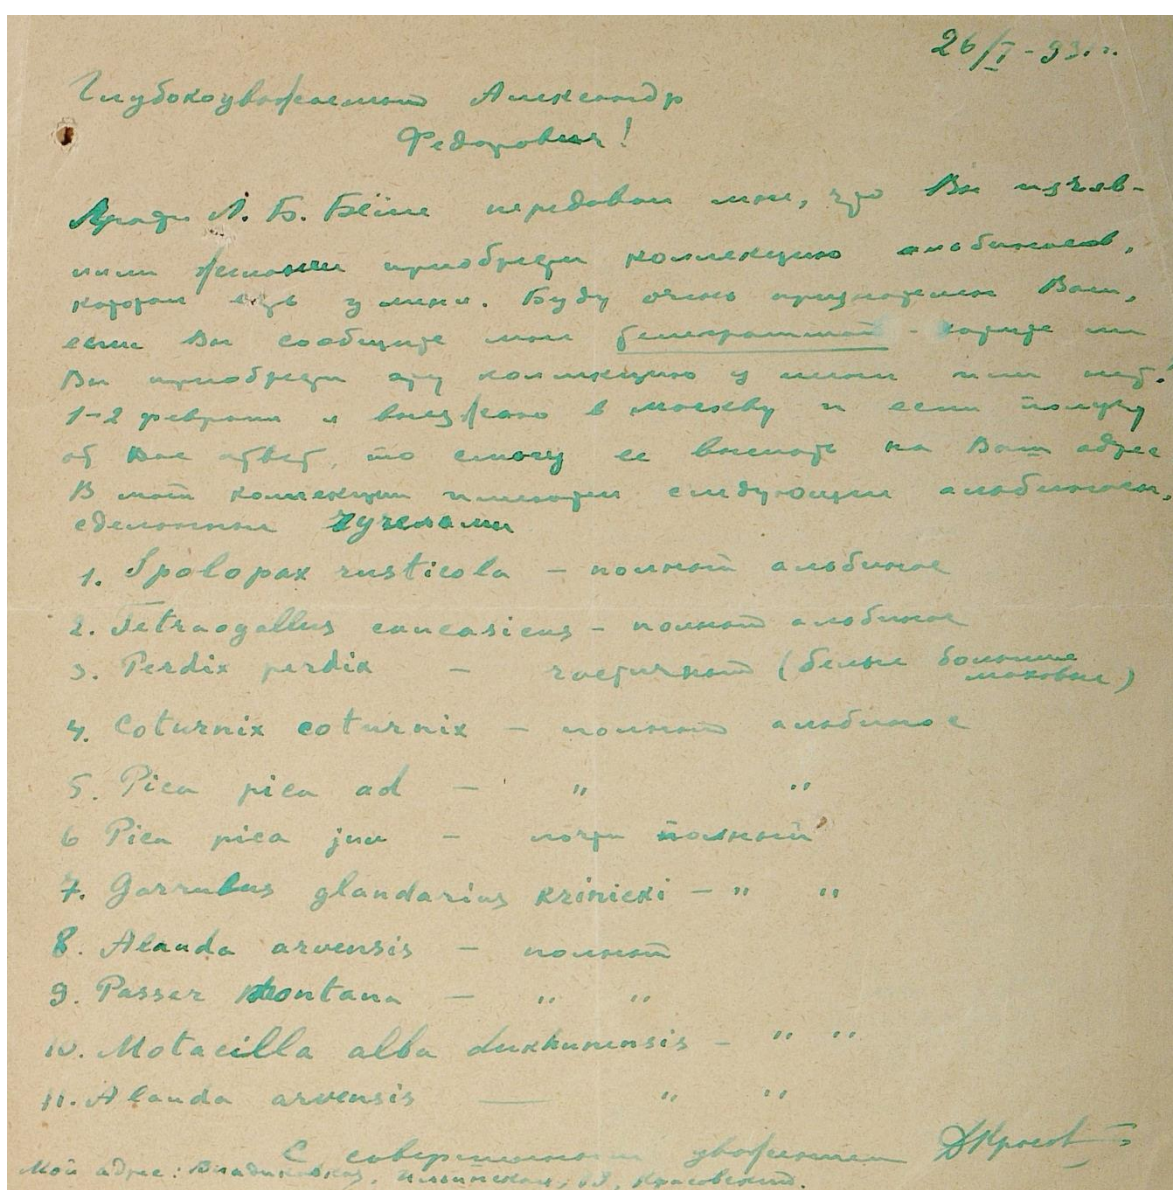 26/I - 33. г.
Глубокоуважаемый Александр
Федорович!
Л. Б. Бёме передавал мне, что Вы изъяв-
или желание приобрести коллекцию альбиносов,
которая есть у меня. Буду очень признателен Вам,
если Вы сообщите мне телеграммой - хотите ли
Вы приобрести эту коллекцию у меня или нет.
1-2 февраля я выезжаю в Москву и если получу
от Вас ответ, то смогу ее выслать на Ваш адрес
В моей коллекции имеются следующие альбиносы,
сделанные чучелами
1. Spolopax rusticola – полный альбинос
2. Tetraogallus caucasicus – полный альбинос
3. Perdix perdix – частичный (белые большие
4. Coturnix coturnix – полный альбинос
5. Pica pica ad – " "
6 Pica pica juv – почти полный
7. Garrulus glandarius krinicki – " "
8. Alauda arvensis – полный
9. Passer montana – " "
10. Motacilla alba dukhunensis – " "
11. Alauda arvensis — " "
С совершенным уважением ДКрасов
Мой адрес: Владикавказ, Ильинская, Красовский.